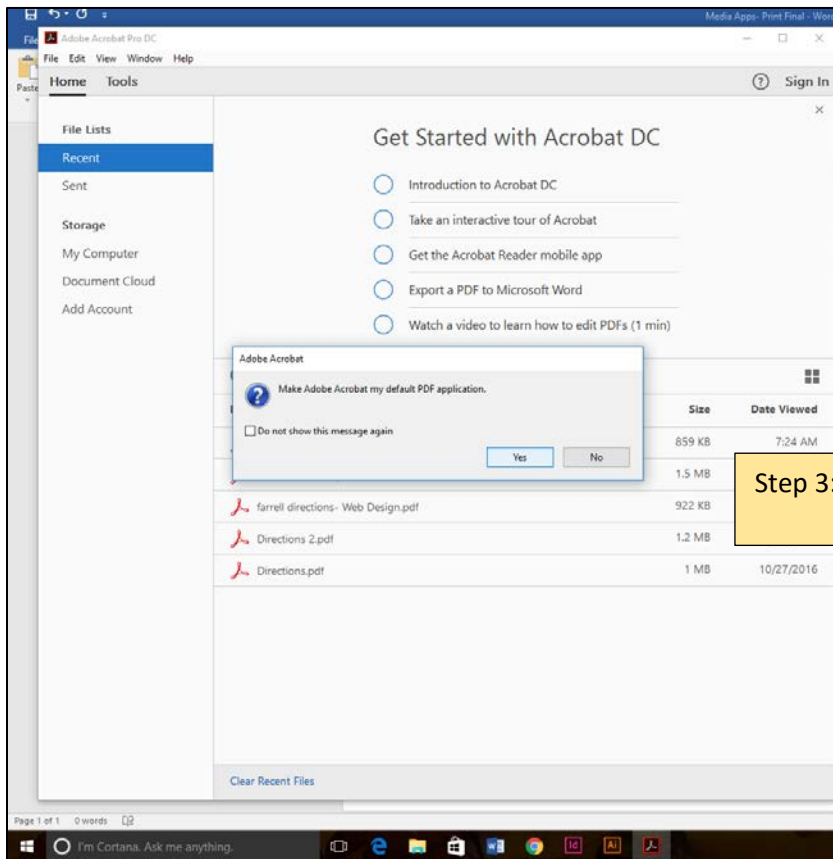 Media Apps- Print Final - Wor
File
Adobe Acrobat Pro DC
File Edit View Window Help
Paste
Home Tools
Sign In
File Lists
Recent
Sent
Storage
My Computer
Document Cloud
Add Account
Get Started with Acrobat DC
Introduction to Acrobat DC
Take an interactive tour of Acrobat
Get the Acrobat Reader mobile app
Export a PDF to Microsoft Word
Watch a video to learn how to edit PDFs (1 min)
Adobe Acrobat
Make Adobe Acrobat my default PDF application.
Do not show this message again
Yes No
Size Date Viewed
859 KB 7:24 AM
1.5 MB
Step 3:
farrell directions- Web Design.pdf 922 KB
Directions 2.pdf 1.2 MB
Directions.pdf 1 MB 10/27/2016
Clear Recent Files
Page 1 of 1 0 words
I'm Cortana. Ask me anything.
Id Ai